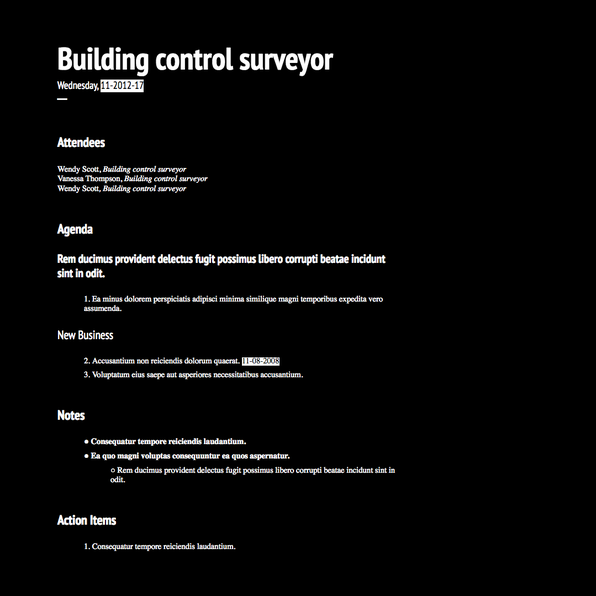 Building control surveyor
Wednesday, 11-2012-17
Attendees
Wendy Scott, Building control surveyor
Vanessa Thompson, Building control surveyor
Wendy Scott, Building control surveyor
Agenda
Rem ducimus provident delectus fugit possimus libero corrupti beatae incidunt
sint in odit.
1. Ea minus dolorem perspiciatis adipisci minima similique magni temporibus expedita vero
assumenda.
New Business
2. Accusantium non reiciendis dolorum quaerat. 11-08-2008
3. Voluptatum eius saepe aut asperiores necessitatibus accusantium.
Notes
● Consequatur tempore reiciendis laudantium.
● Ea quo magni voluptas consequuntur ea quos aspernatur.
○ Rem ducimus provident delectus fugit possimus libero corrupti beatae incidunt sint in
odit.
Action Items
1. Consequatur tempore reiciendis laudantium.